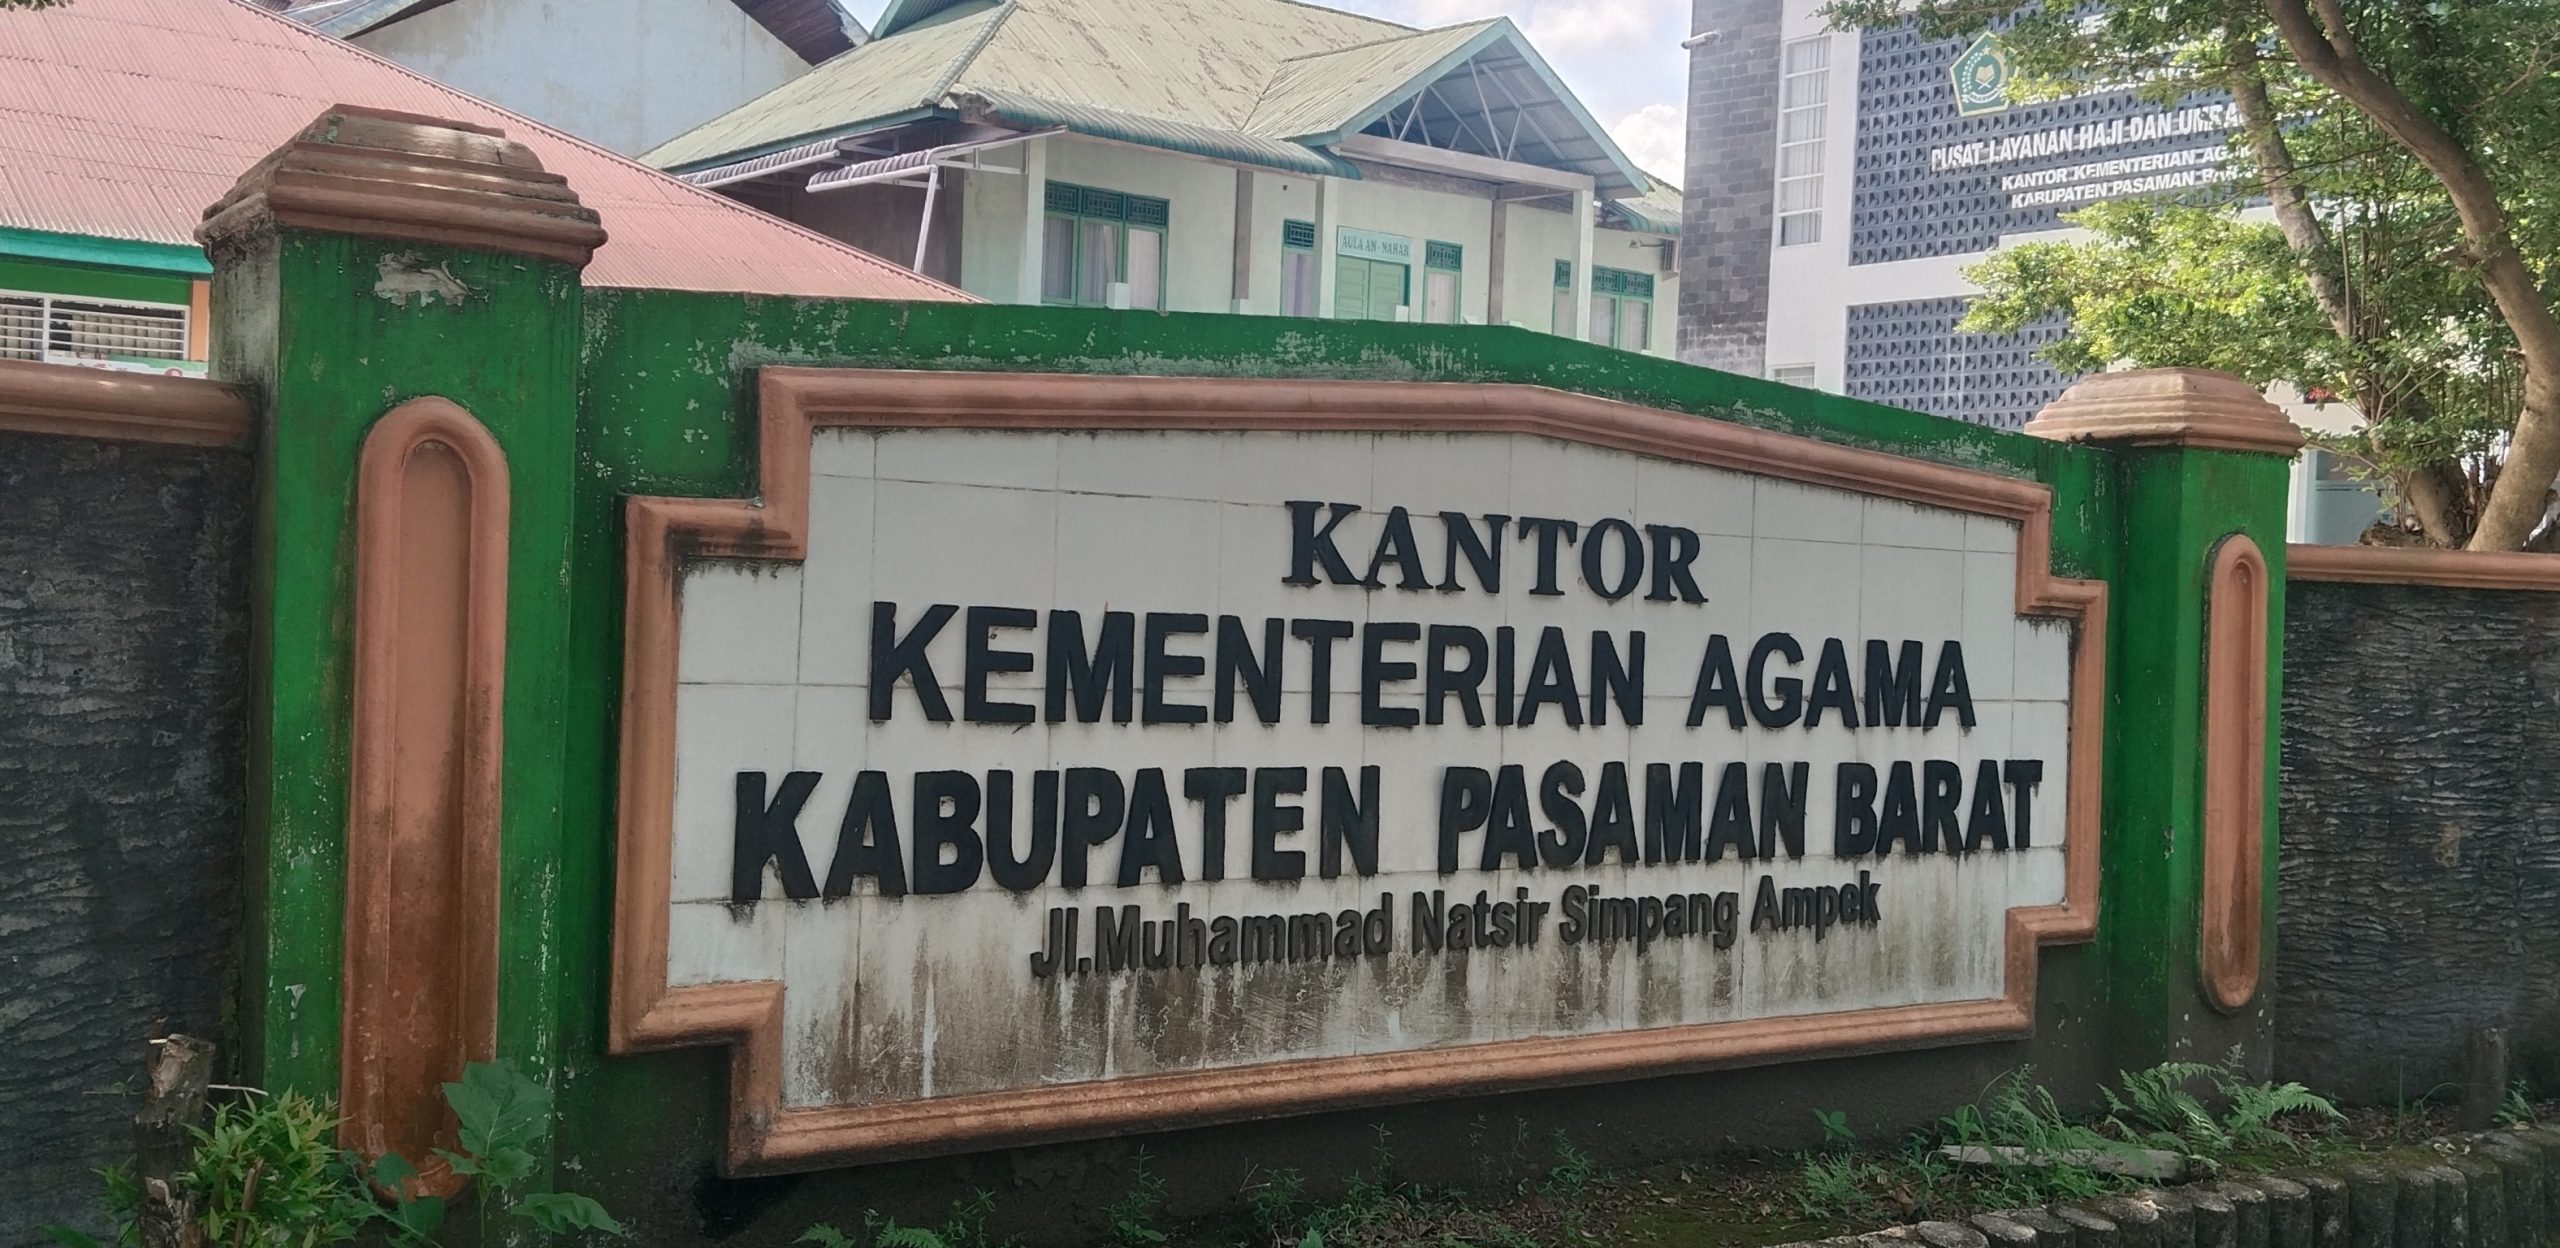 PUSAT LAYANAN HAJI DAN
KANTOR KEMENTERIAN
KABUPATEN PASAMAN
AULA AN-NAHAR
KANTOR
KEMENTERIAN AGAMA
KABUPATEN PASAMAN BARAT
Jl.Muhammad Natsir Simpang Ampek